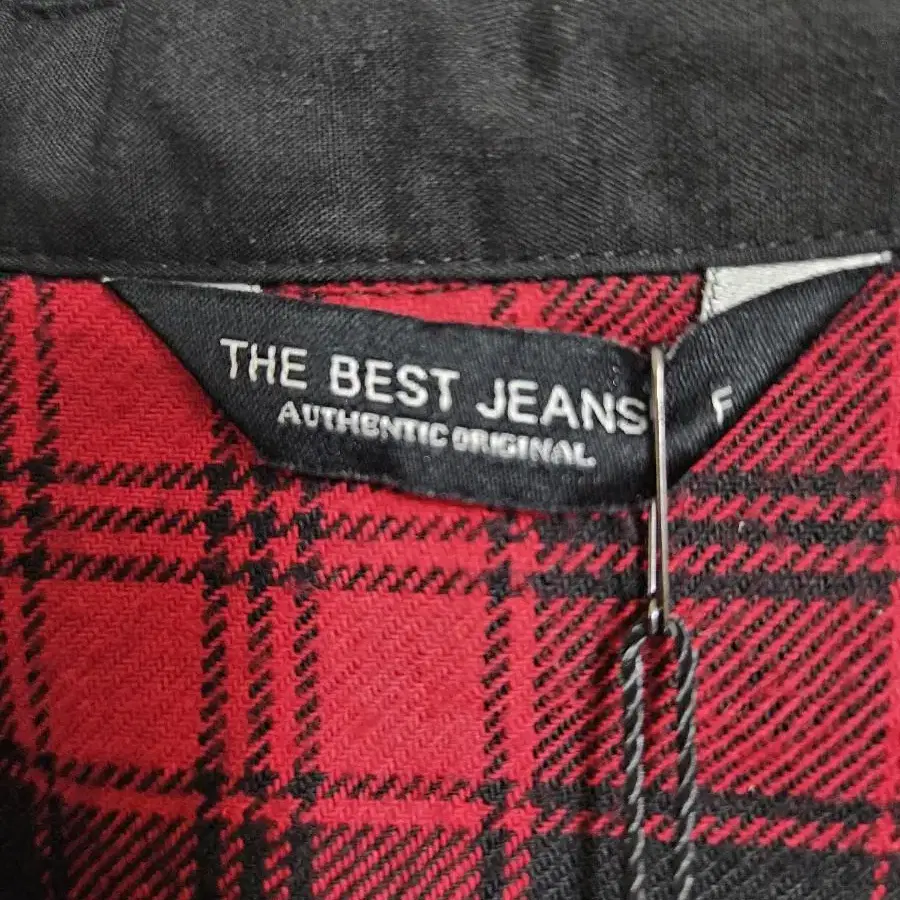 THE BEST JEANS
AUTHENTIC ORIGINAL
F